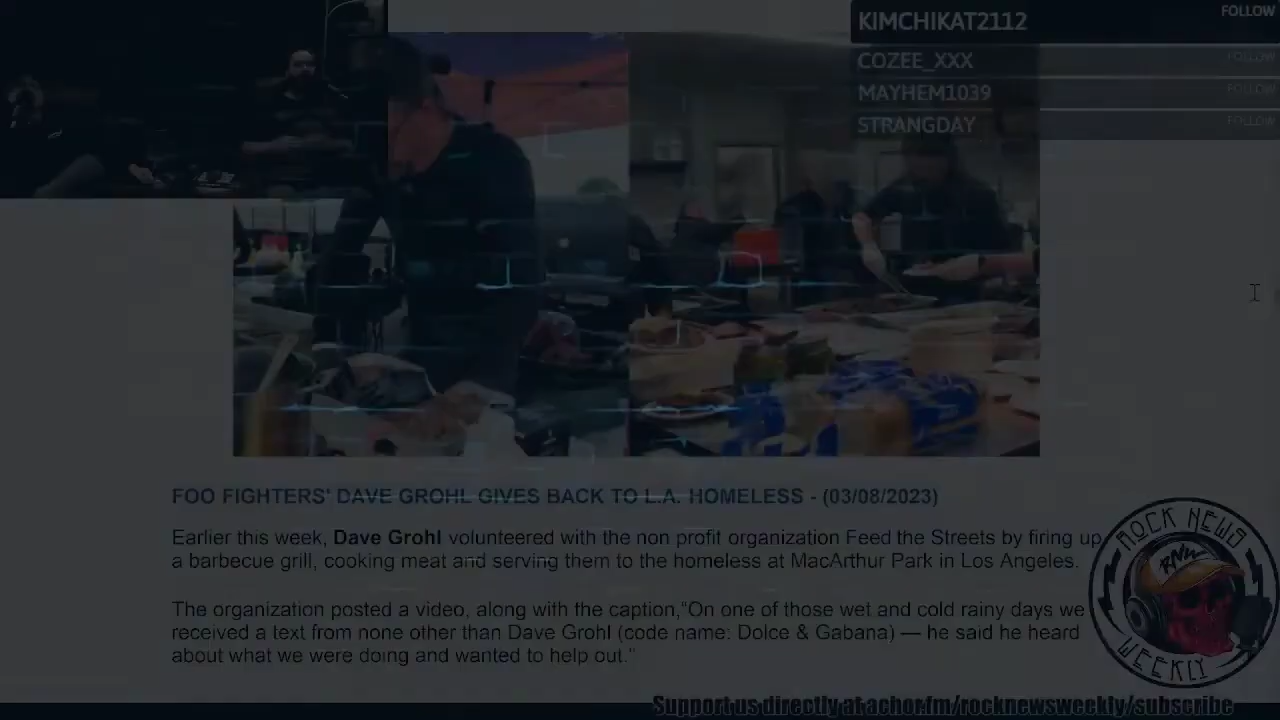 KIMCHIKAT2112
FOLLOW
COZEE_XXX
FOLLOW
MAYHEM1039
FOLLOW
STRANGDAY
FOLLOW
FOO FIGHTERS' DAVE GROHL GIVES BACK TO L.A. HOMELESS - (03/08/2023)
Earlier this week, Dave Grohl volunteered with the non profit organization Feed the Streets by firing up
a barbecue grill, cooking meat and serving them to the homeless at MacArthur Park in Los Angeles.
The organization posted a video, along with the caption,"On one of those wet and cold rainy days we
received a text from none other than Dave Grohl (code name: Dolce & Gabana) — he said he heard
about what we were doing and wanted to help out."
ROCK NEWS
RNW
WEEKLY
Support us directly at achor.fm/rocknewsweekly/subscribe